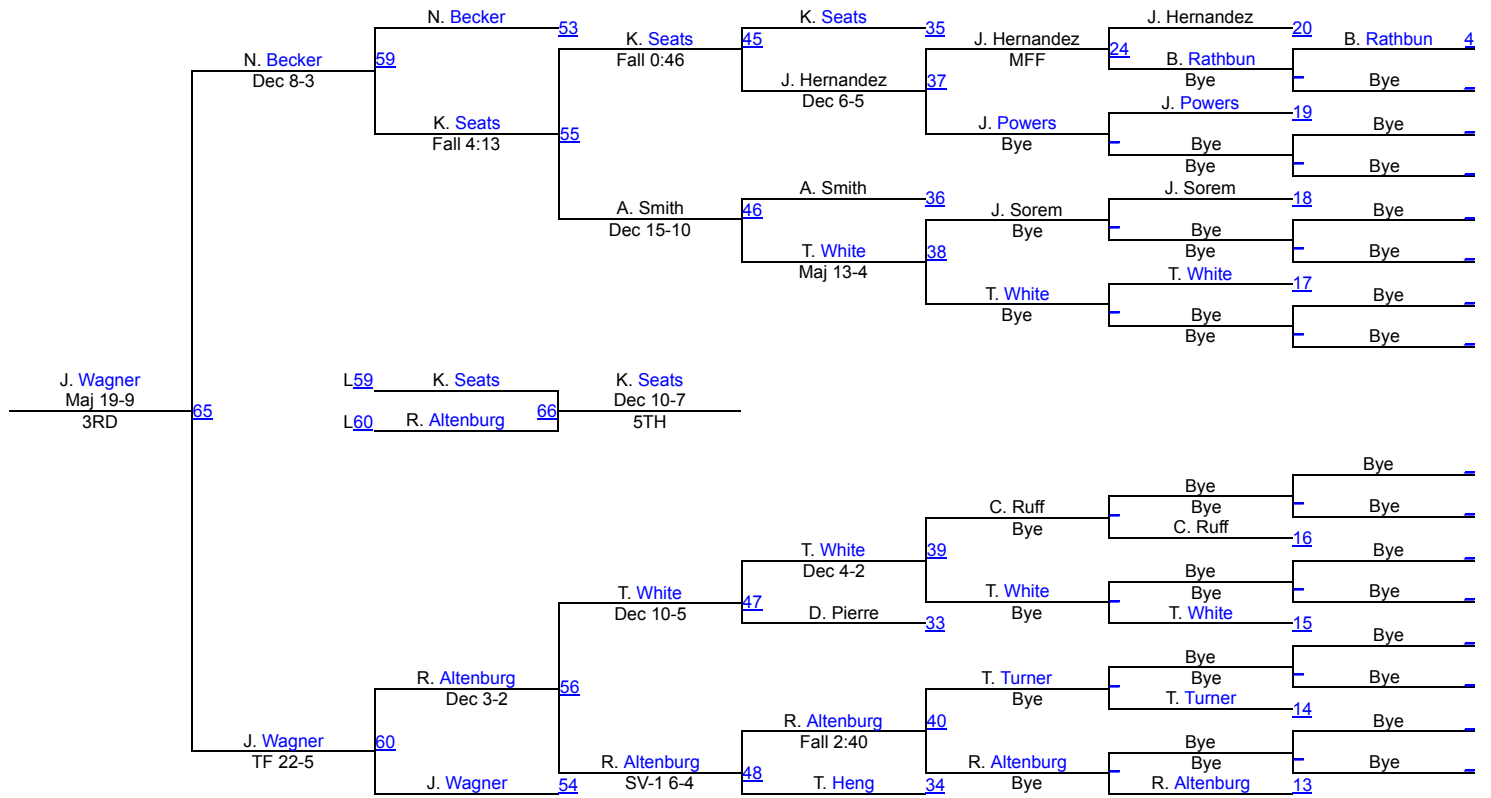 N. Becker
53
K. Seats
35
J. Hernandez
20
K. Seats
45
Fall 0:46
J. Hernandez
24
MFF
B. Rathbun
4
N. Becker
59
Dec 8-3
B. Rathbun
Bye
Bye
J. Hernandez
37
Dec 6-5
J. Powers
19
K. Seats
55
Fall 4:13
J. Powers
Bye
Bye
Bye
Bye
Bye
A. Smith
36
J. Sorem
18
A. Smith
46
Dec 15-10
J. Sorem
Bye
Bye
Bye
Bye
Bye
T. White
38
Maj 13-4
T. White
17
T. White
Bye
Bye
Bye
Bye
Bye
J. Wagner
Maj 19-9
65
3RD
L59
K. Seats
K. Seats
Dec 10-7
66
L60
R. Altenburg
5TH
Bye
Bye
Bye
Bye
C. Ruff
Bye
C. Ruff
16
T. White
39
Dec 4-2
Bye
Bye
Bye
Bye
T. White
47
Dec 10-5
T. White
Bye
T. White
15
D. Pierre
33
Bye
Bye
Bye
Bye
R. Altenburg
56
Dec 3-2
T. Turner
Bye
T. Turner
14
R. Altenburg
40
Fall 2:40
Bye
J. Wagner
60
TF 22-5
Bye
Bye
Bye
R. Altenburg
48
SV-1 6-4
R. Altenburg
Bye
J. Wagner
54
T. Heng
34
R. Altenburg
13